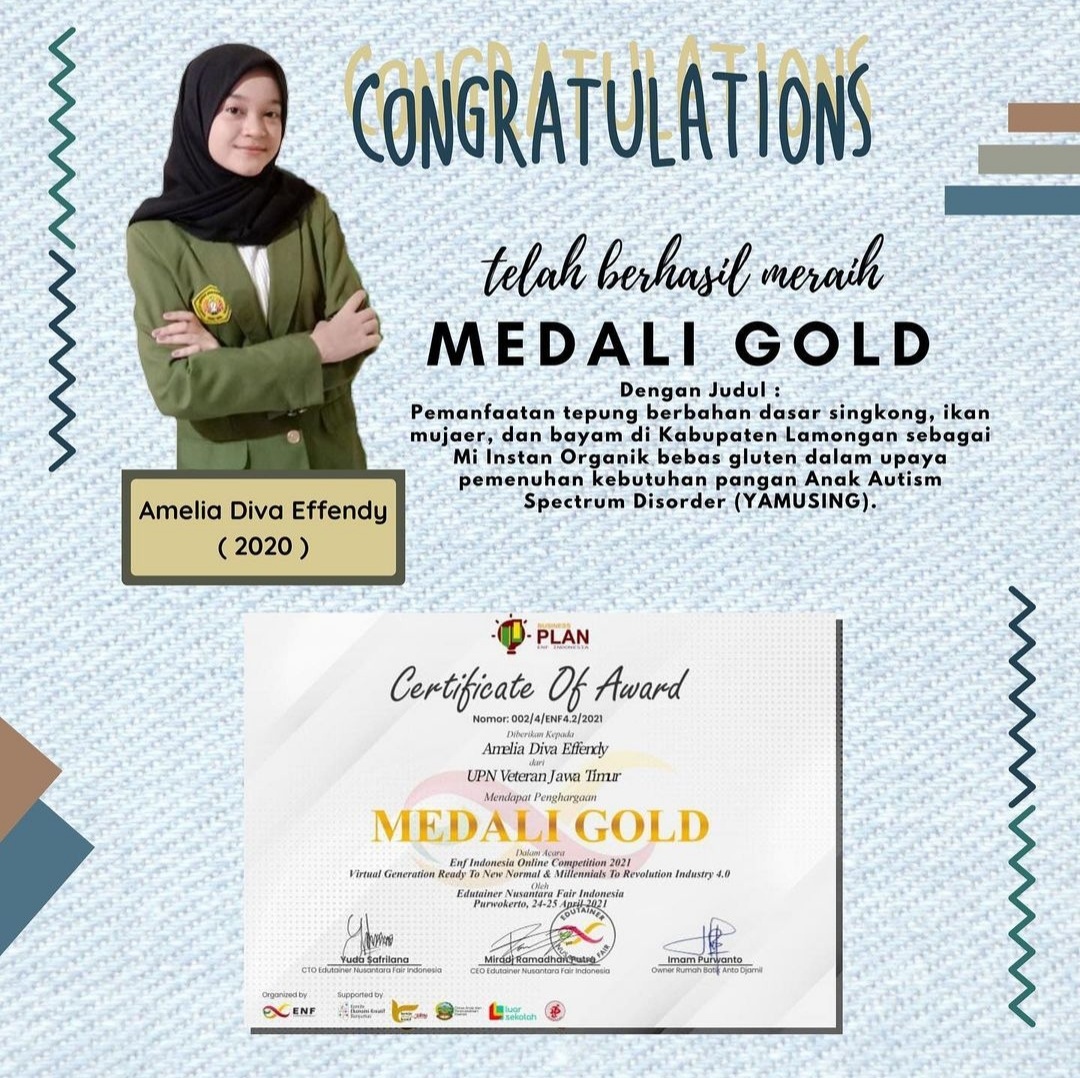 CONGRATULATIONS
telah berhasil meraih
MEDALI GOLD
Dengan Judul :
Pemanfaatan tepung berbahan dasar singkong, ikan
mujaer, dan bayam di Kabupaten Lamongan sebagai
Mi Instan Organik bebas gluten dalam upaya
pemenuhan kebutuhan pangan Anak Autism
Spectrum Disorder (YAMUSING).
Amelia Diva Effendy
( 2020 )
BUSINESS
PLAN
ENF INDONESIA
Certificate Of Award
Nomor: 002/4/ENF4.2/2021
Diberikan Kepada
Amelia Diva Effendy
dari
UPN Veteran Jawa Timur
Mendapat Penghargaan
MEDALI GOLD
Dalam Acara
Enf Indonesia Online Competition 2021
Virtual Generation Ready To New Normal & Millennials To Revolution Industry 4.0
Oleh
Edutainer Nusantara Fair Indonesia
Purwokerto, 24-25 April 2021
EDUTAINER
NUSANTARA FAIR
Yuda Safrilana
CTO Edutainer Nusantara Fair Indonesia
Miradj Ramadhan Putra
CEO Edutainer Nusantara Fair Indonesia
Imam Purwanto
Owner Rumah Batik Anto Djamil
Organized by
ENF
Supported by
luar
sekolah